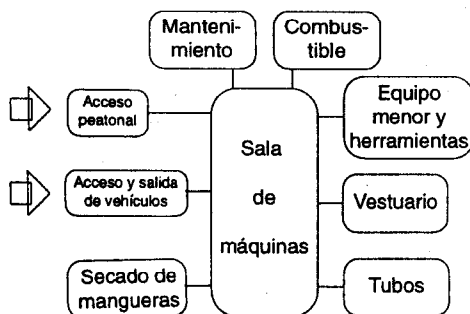 Manteni-
miento
Combus-
tible
Acceso
peatonal
Equipo
menor y
herramientas
Sala
de
máquinas
Acceso y salida
de vehículos
Vestuario
Secado de
mangueras
Tubos